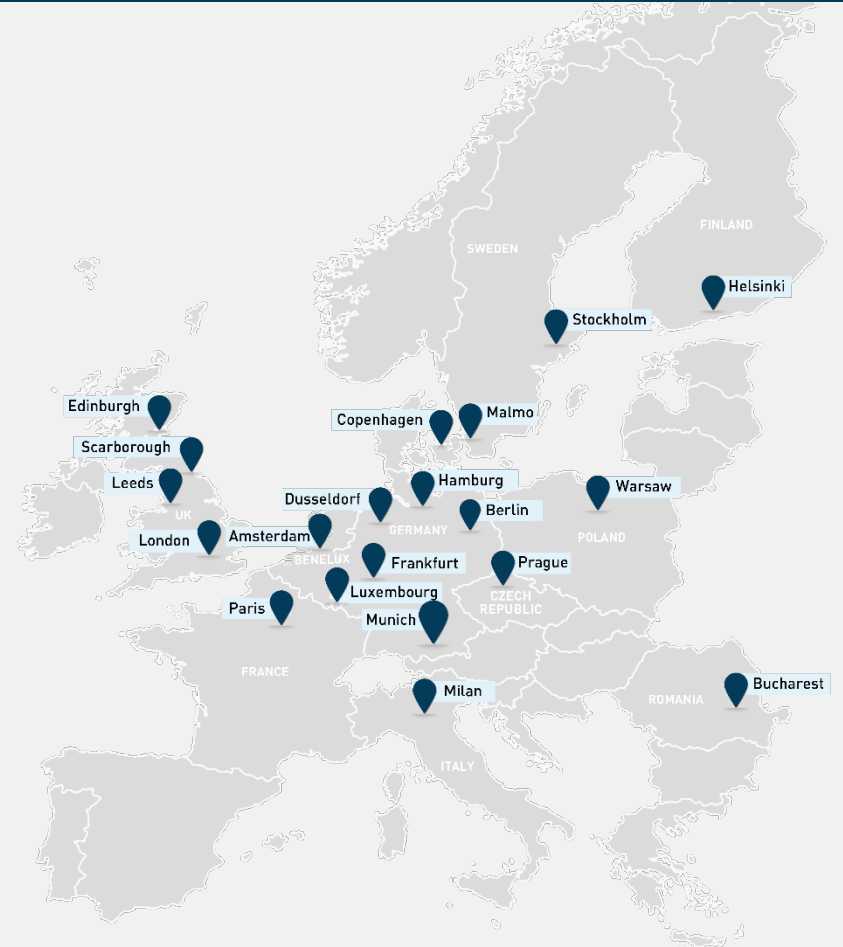 FINLAND
SWEDEN
Helsinki
Stockholm
Edinburgh
Malmo
Copenhagen
Scarborough
Leeds
Hamburg
Warsaw
Dusseldorf
Berlin
UK
GERMANY
London
Amsterdam
POLAND
BENELUX
Frankfurt
Prague
Luxembourg
CZECH
REPUBLIC
Paris
Munich
FRANCE
Bucharest
Milan
ROMANIA
ITALY